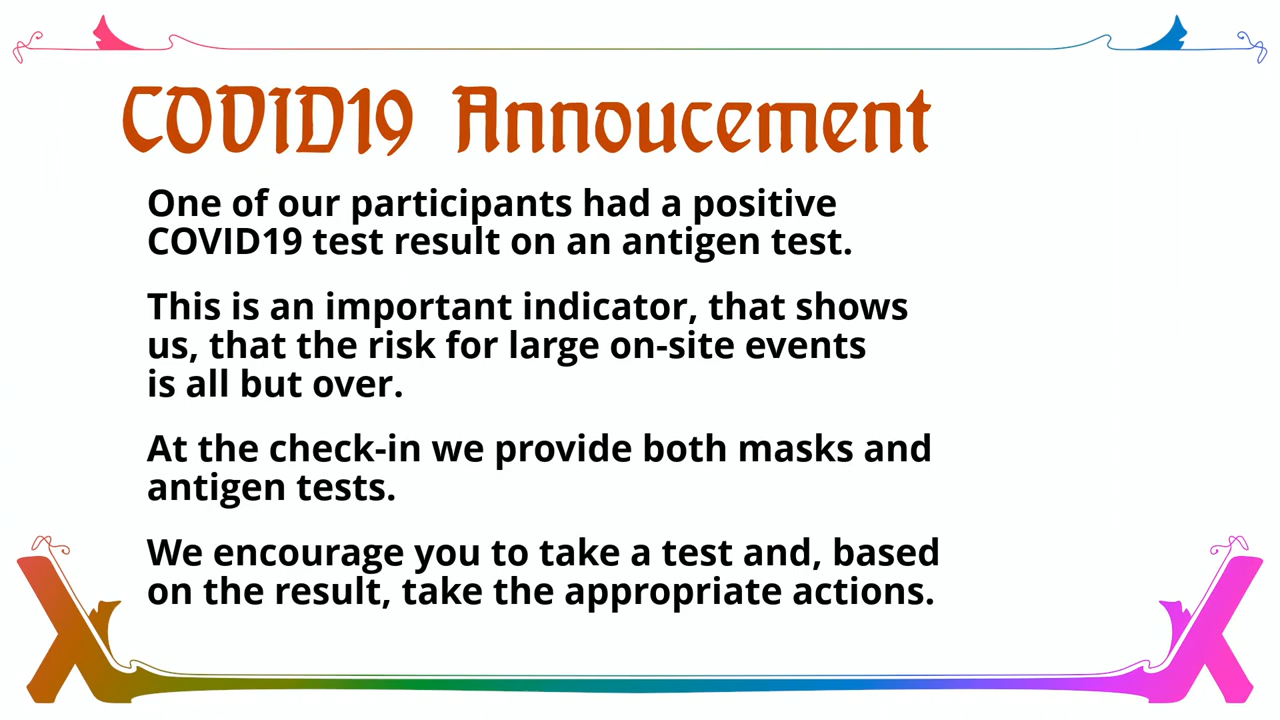 COVID19 Annoucement
One of our participants had a positive
COVID19 test result on an antigen test.
This is an important indicator, that shows
us, that the risk for large on-site events
is all but over.
At the check-in we provide both masks and
antigen tests.
We encourage you to take a test and, based
on the result, take the appropriate actions.